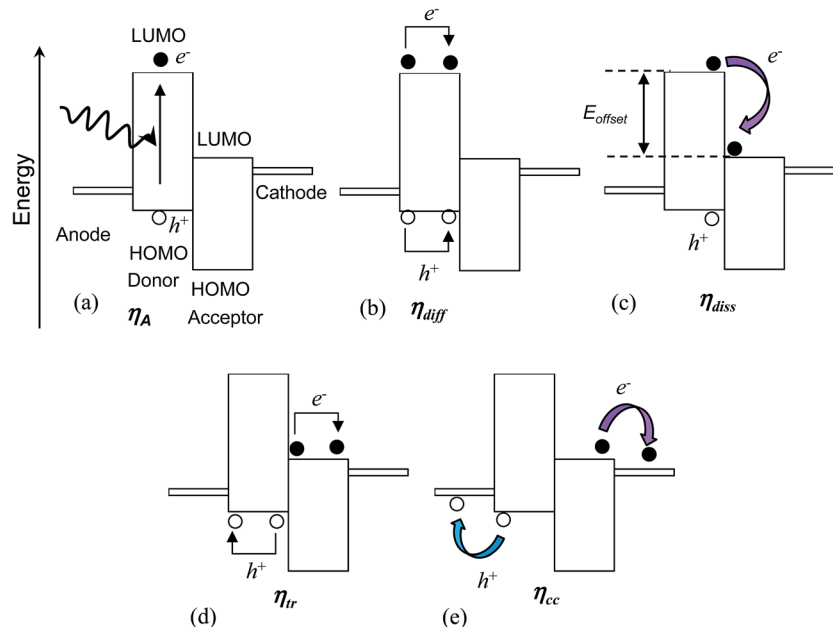 LUMO
e-
LUMO
Energy
Anode
Cathode
h+
HOMO
Donor
HOMO
Acceptor
(a)
ηA
e-
h+
(b)
ηdiff
e-
Eoffset
h+
(c)
ηdiss
e-
h+
(d)
ηtr
e-
h+
(e)
ηcc